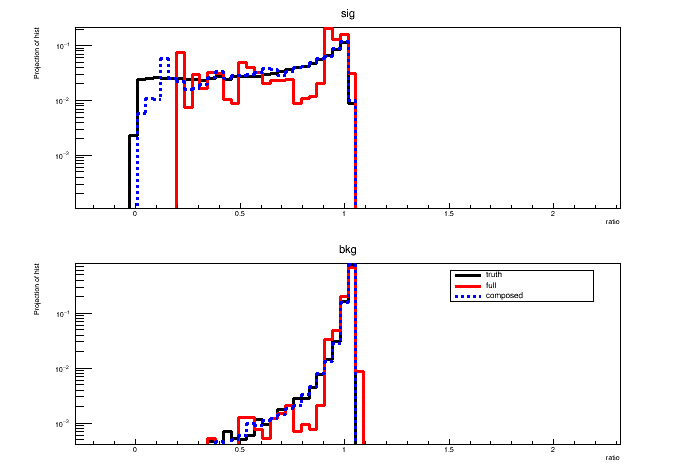 sig
Projection of hist
10⁻¹
10⁻²
10⁻³
0 0.5 1 1.5 2
ratio
bkg
Projection of hist
truth
full
composed
10⁻¹
10⁻²
10⁻³
0 0.5 1 1.5 2
ratio